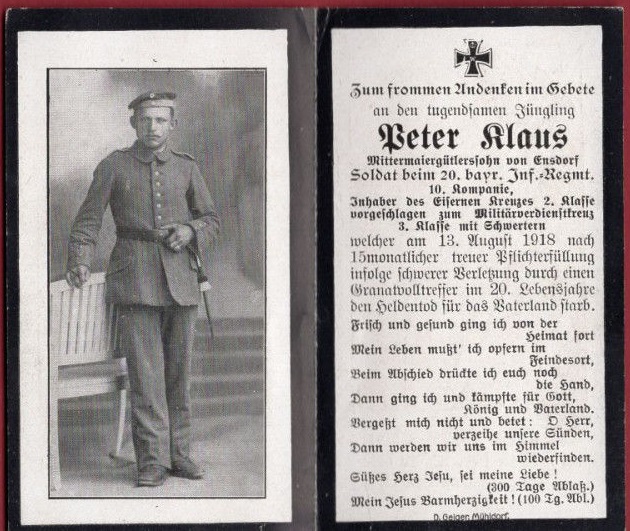 Zum frommen Andenken im Gebete
an den tugendsamen Jüngling
Peter Klaus
Mittermaiergütlerssohn von Ensdorf
Soldat beim 20. bayr. Inf.-Regmt.
10. Kompanie,
Inhaber des Eisernen Kreuzes 2. Klasse
vorgeschlagen zum Militärverdienstkreuz
3. Klasse mit Schwertern
welcher am 13. August 1918 nach
15monatlicher treuer Pflichterfüllung
infolge schwerer Verletzung durch einen
Granatvolltreffer im 20. Lebensjahre
den Heldentod für das Vaterland starb.
Frisch und gesund ging ich von der
Heimat fort
Mein Leben mußt' ich opfern im
Feindesort,
Beim Abschied drückte ich euch noch
die Hand,
Dann ging ich und kämpfte für Gott,
König und Vaterland.
Vergeßt mich nicht und betet: O Herr,
verzeihe unsere Sünden,
Dann werden wir uns im Himmel
wiederfinden.
Süßes Herz Jesu, sei meine Liebe!
(300 Tage Ablaß.)
Mein Jesus Barmherzigkeit! (100 Tg. Abl.)
D. Geiger, Mühldorf.